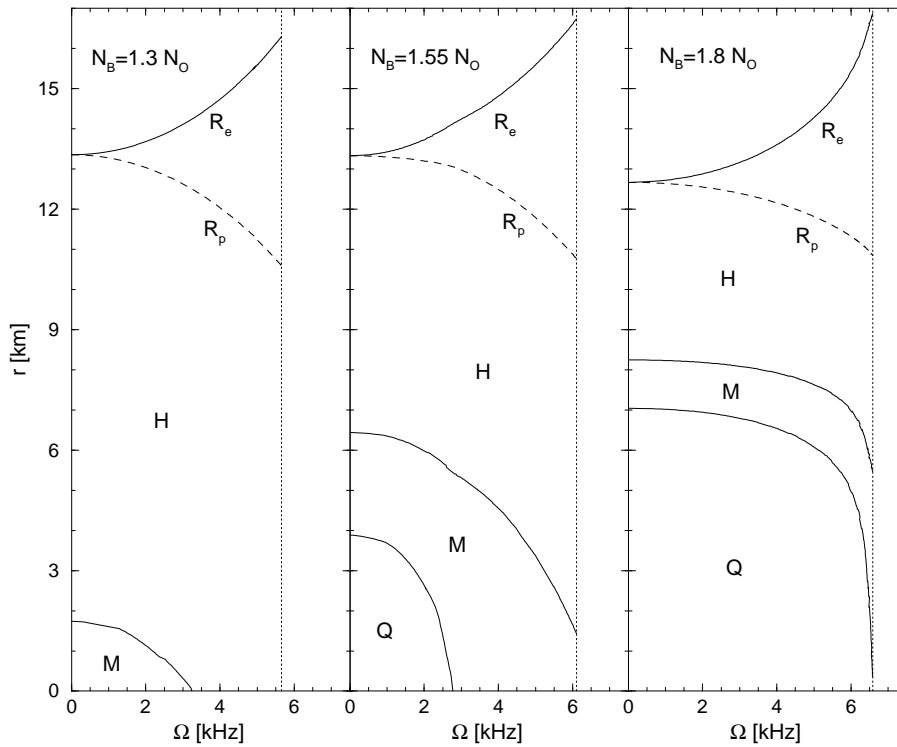 N_B=1.3 N_O
N_B=1.55 N_O
N_B=1.8 N_O
15
12
9
6
3
0
r [km]
R_e
R_p
H
M
R_e
R_p
H
M
Q
R_e
R_p
H
M
Q
0 2 4 6
0 2 4 6
0 2 4 6
Ω [kHz]
Ω [kHz]
Ω [kHz]